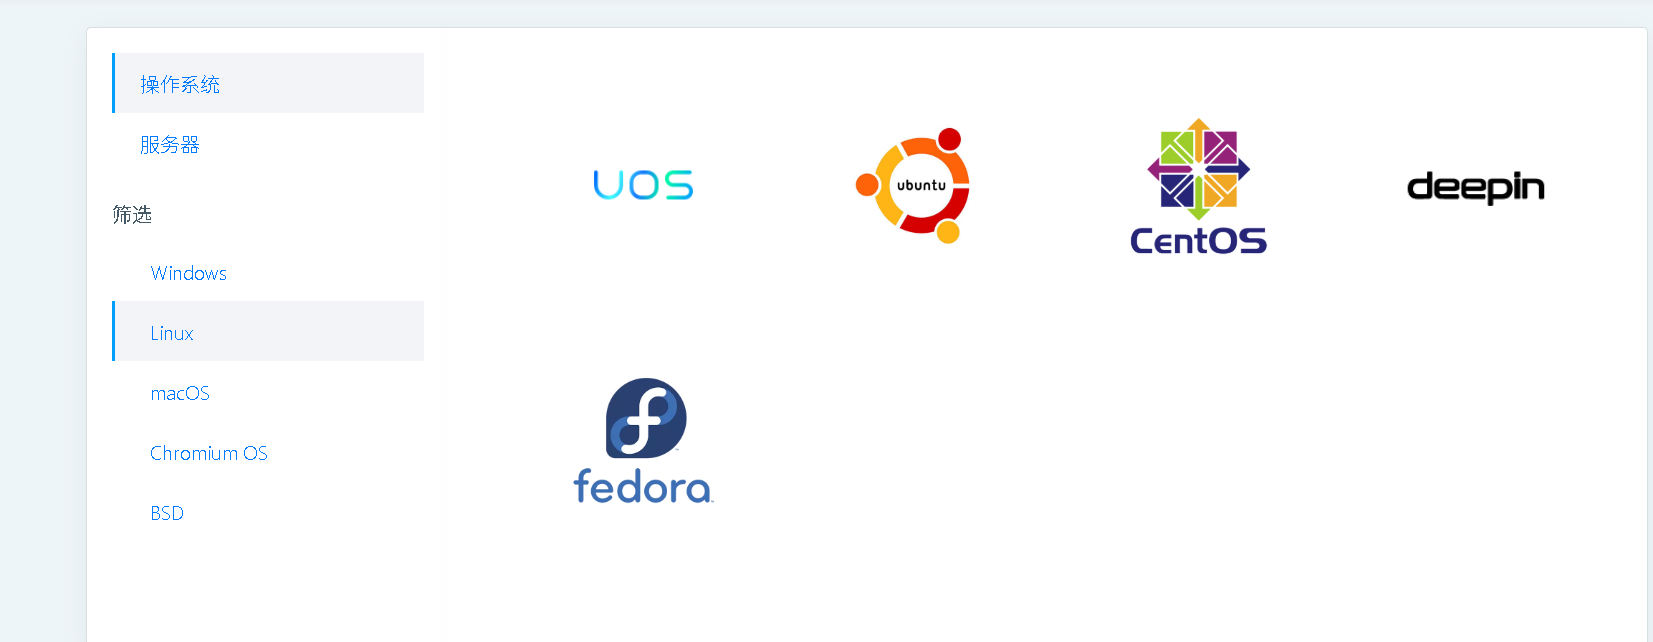 操作系统
服务器
筛选
Windows
Linux
macOS
Chromium OS
BSD
UOS
ubuntu
CentOS
deepin
fedora